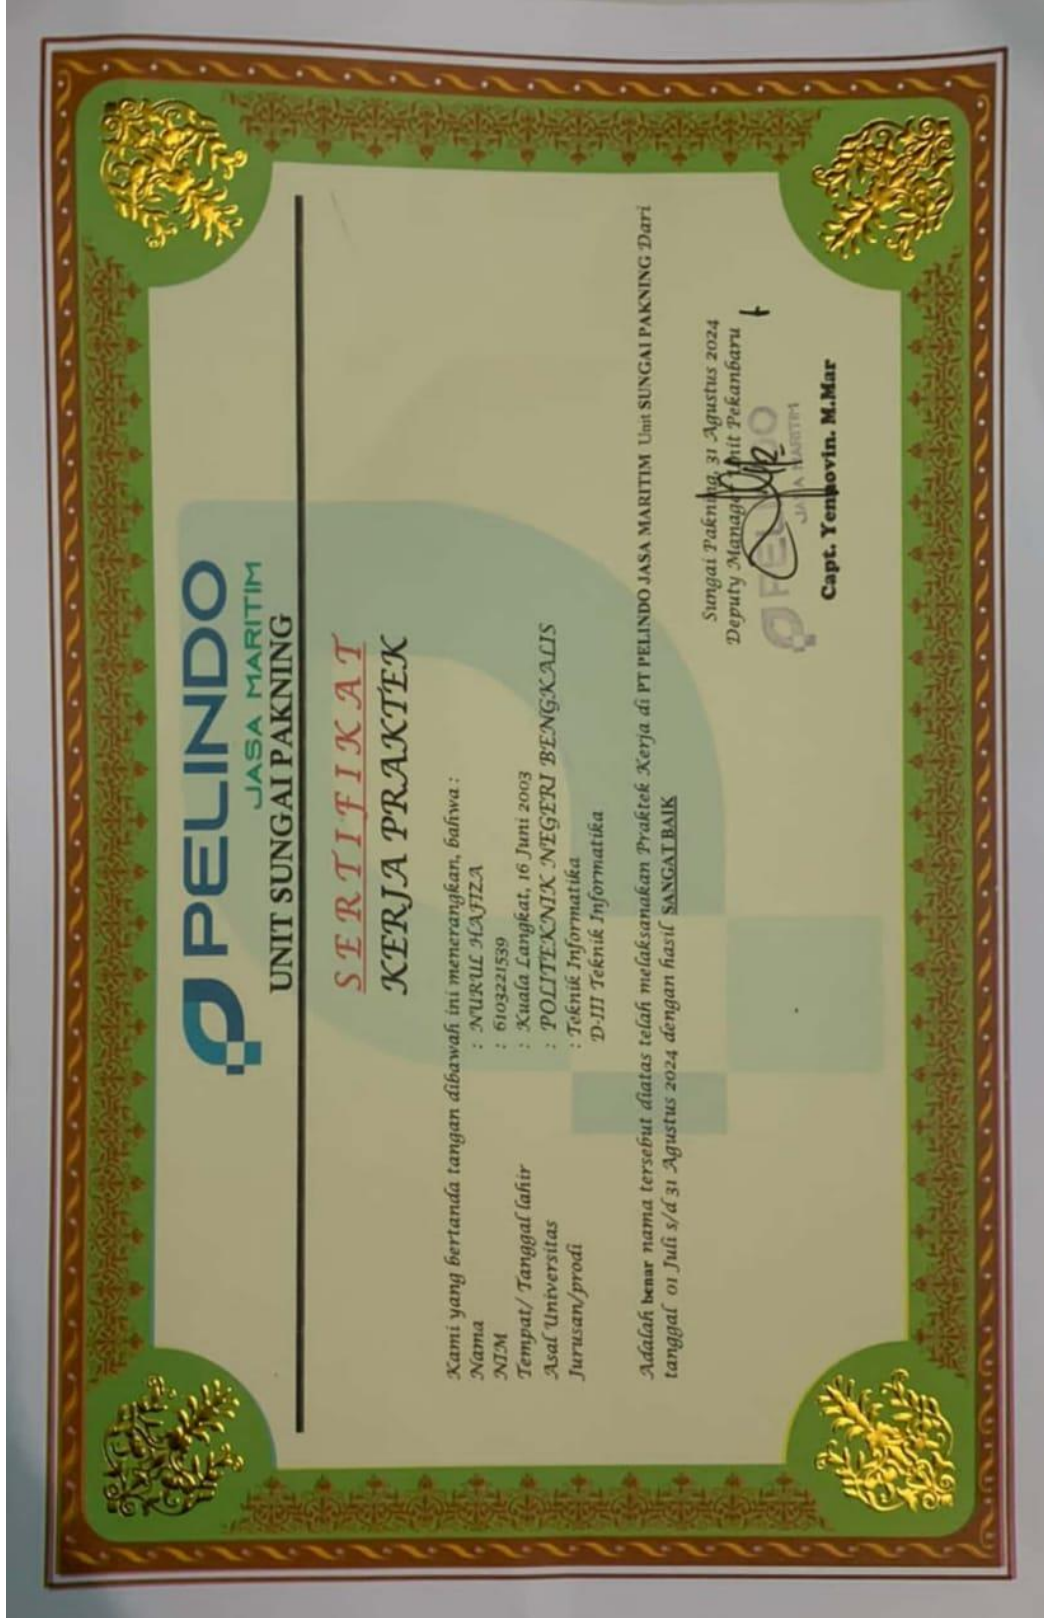 PELINDO
JASA MARITIM
UNIT SUNGAI PAKNING
SERTIFIKAT
KERJA PRAKTEK
Kami yang bertanda tangan dibawah ini menerangkan, bahwa :
Nama : NURUL HAFIZA
NIM : 6103221539
Tempat/ Tanggal lahir : Kuala Langkat, 16 Juni 2003
Asal Universitas : POLITEKNIK NEGERI BENGKALIS
Jurusan/prodi : Teknik Informatika
D-III Teknik Informatika
Adalah benar nama tersebut diatas telah melaksanakan Praktek Kerja di PT PELINDO JASA MARITIM Unit SUNGAI PAKNING Dari
tanggal 01 Juli s/d 31 Agustus 2024 dengan hasil SANGAT BAIK
Sungai Pakning, 31 Agustus 2024
Deputy Manager Unit Pekanbaru
PELINDO
JASA MARITIM
Capt. Yennovin. M.Mar